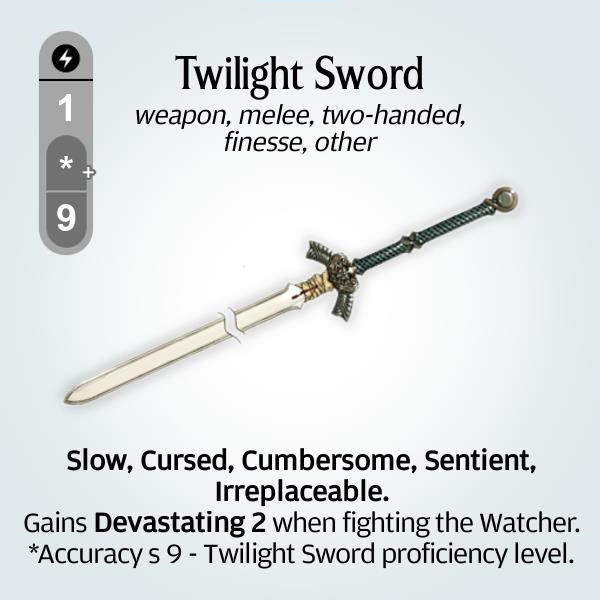 Twilight Sword
weapon, melee, two-handed,
finesse, other
1
*+
9
Slow, Cursed, Cumbersome, Sentient,
Irreplaceable.
Gains Devastating 2 when fighting the Watcher.
*Accuracy s 9 - Twilight Sword proficiency level.